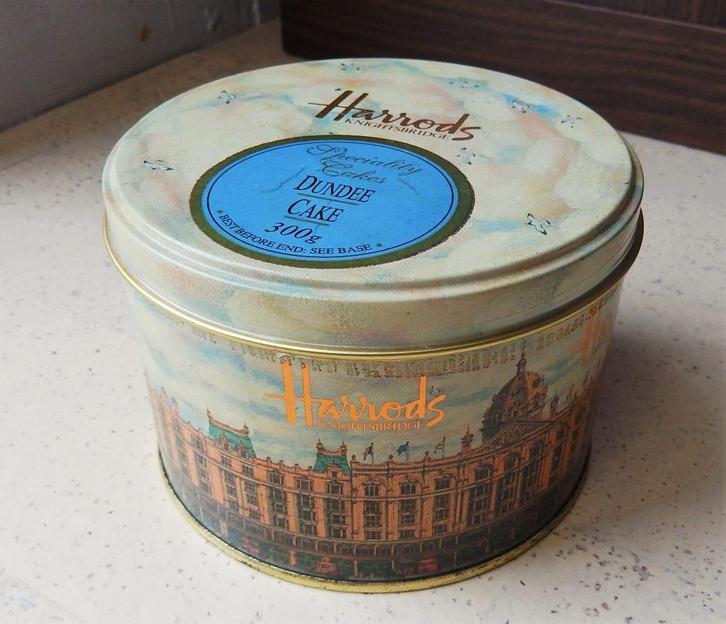 Harrods
KNIGHTSBRIDGE
Speciality
Cakes
DUNDEE
CAKE
300g
* BEST BEFORE END: SEE BASE *
Harrods
KNIGHTSBRIDGE